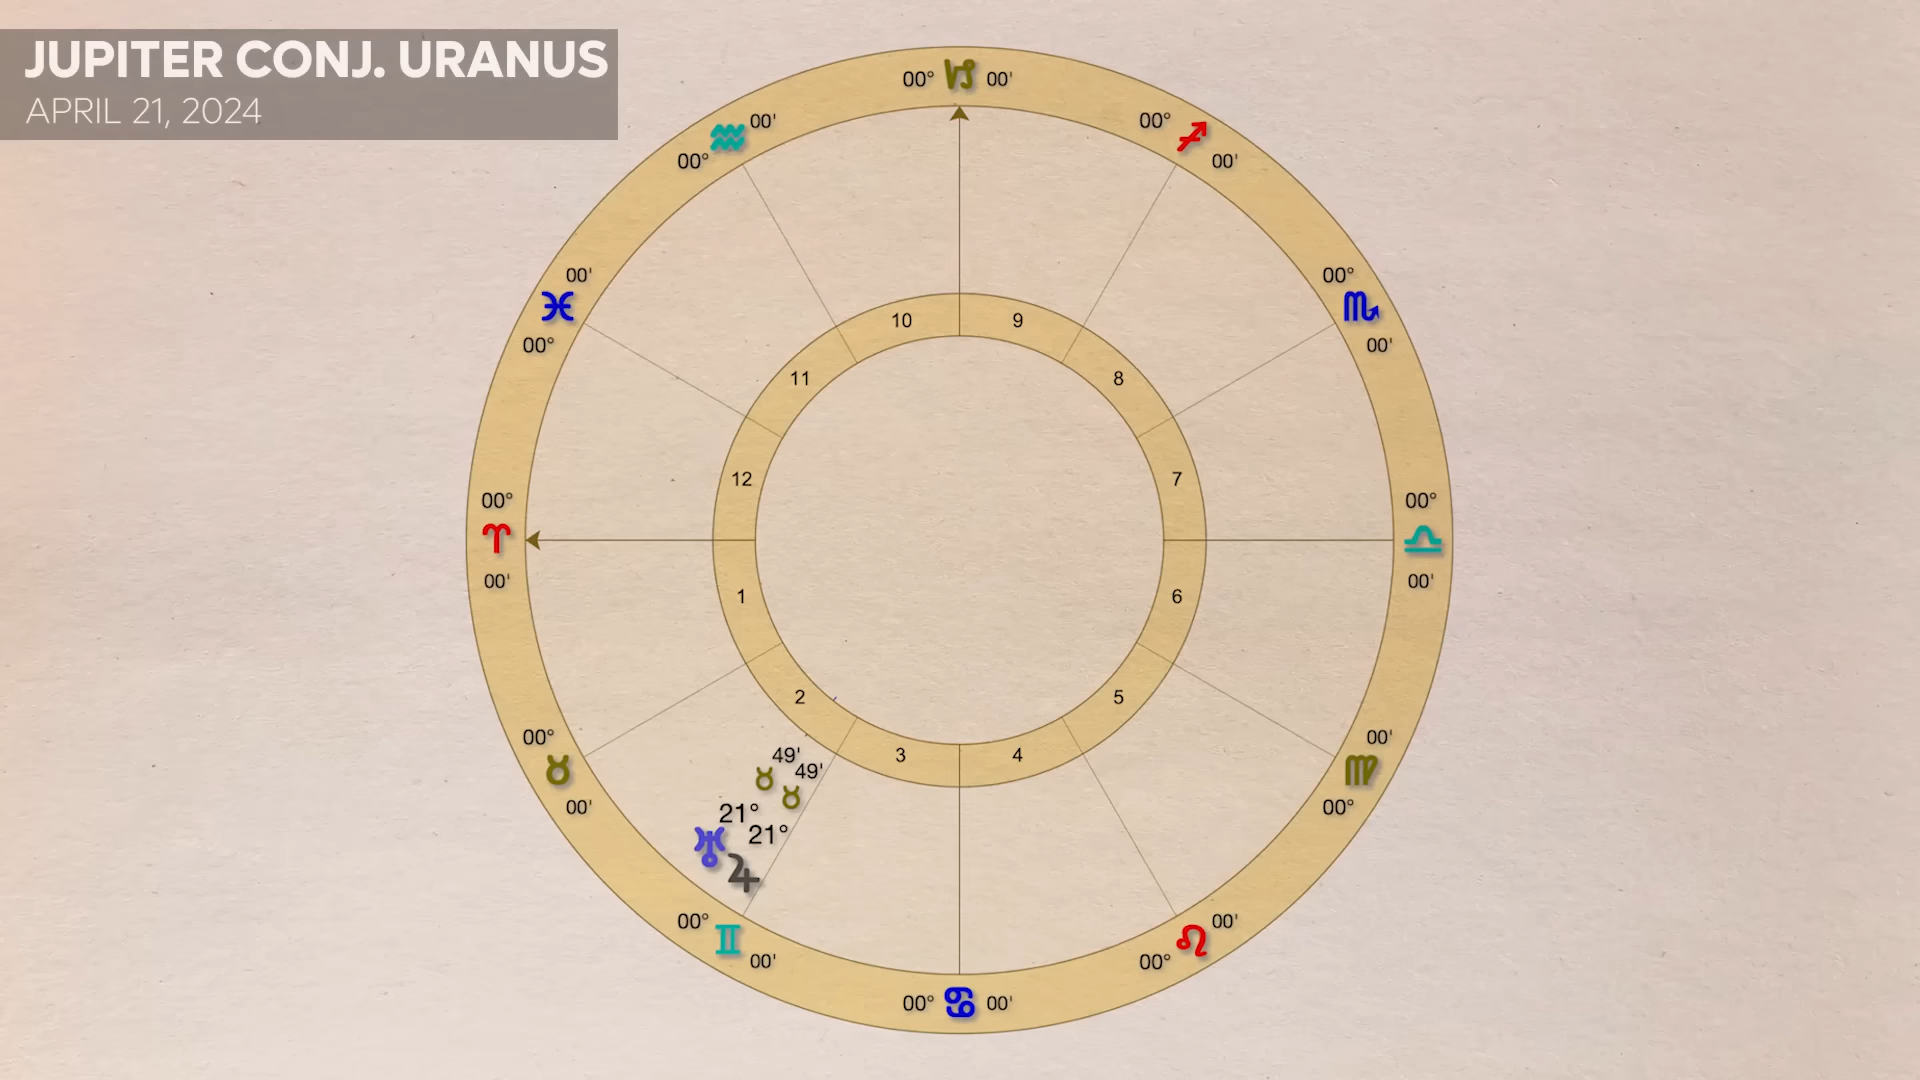 JUPITER CONJ. URANUS
APRIL 21, 2024
00° ♑ 00'
00° ♐ 00'
00° ♏ 00'
00° ♎ 00'
00° ♍ 00'
00° ♌ 00'
00° ♋ 00'
00° ♊ 00'
00° ♉ 00'
00° ♈ 00'
00° ♓ 00'
00° ♒ 00'
10
9
11
8
12
7
1
6
2
5
3
4
♅ 21° ♉ 49'
♃ 21° ♉ 49'